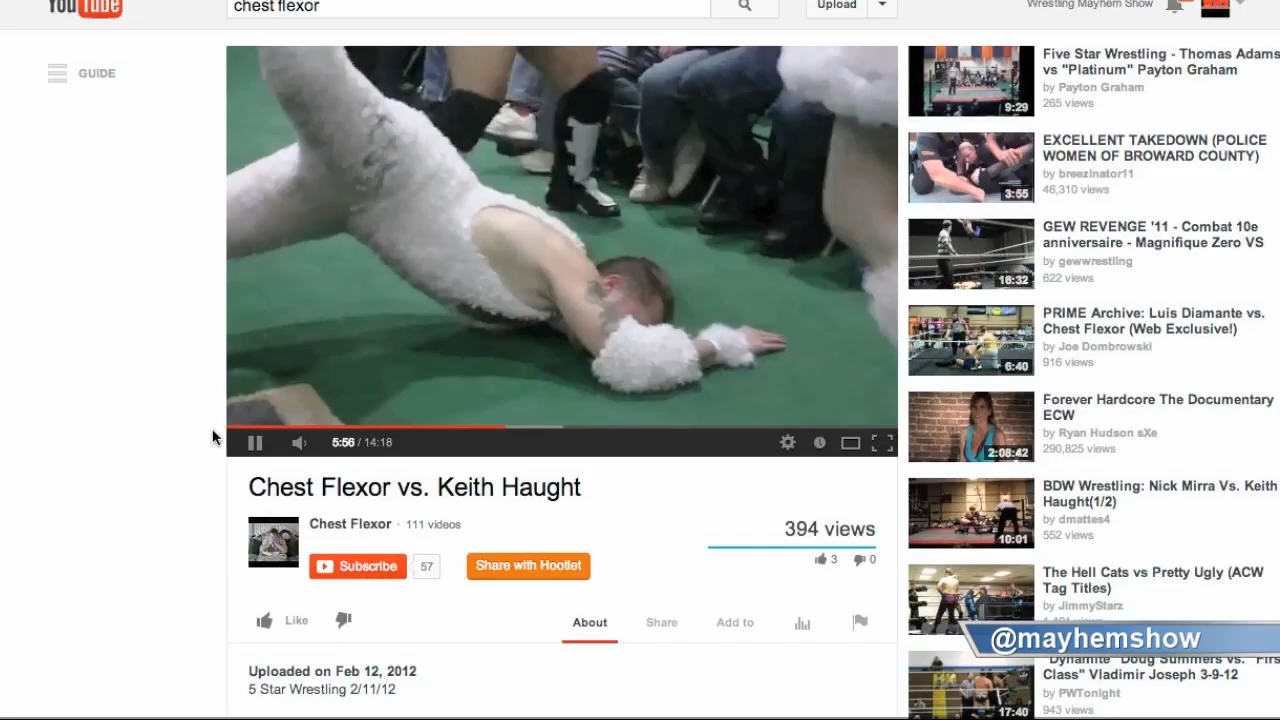 YouTube
chest flexor
Upload
Wrestling Mayhem Show
GUIDE
5:56 / 14:18
Chest Flexor vs. Keith Haught
Chest Flexor · 111 videos
Subscribe
57
Share with Hootlet
394 views
3
0
Like
About
Share
Add to
Uploaded on Feb 12, 2012
5 Star Wrestling 2/11/12
9:29
Five Star Wrestling - Thomas Adams
vs "Platinum" Payton Graham
by Payton Graham
265 views
3:55
EXCELLENT TAKEDOWN (POLICE
WOMEN OF BROWARD COUNTY)
by breezinator11
46,310 views
16:32
GEW REVENGE '11 - Combat 10e
anniversaire - Magnifique Zero VS
by gewwrestling
622 views
6:40
PRIME Archive: Luis Diamante vs.
Chest Flexor (Web Exclusive!)
by Joe Dombrowski
916 views
2:08:42
Forever Hardcore The Documentary
ECW
by Ryan Hudson sXe
290,825 views
10:01
BDW Wrestling: Nick Mirra Vs. Keith
Haught(1/2)
by dmattes4
552 views
The Hell Cats vs Pretty Ugly (ACW
Tag Titles)
by JimmyStarz
@mayhemshow
17:40
"Dynamite" Doug Summers vs. "First
Class" Vladimir Joseph 3-9-12
by PWTonight
943 views